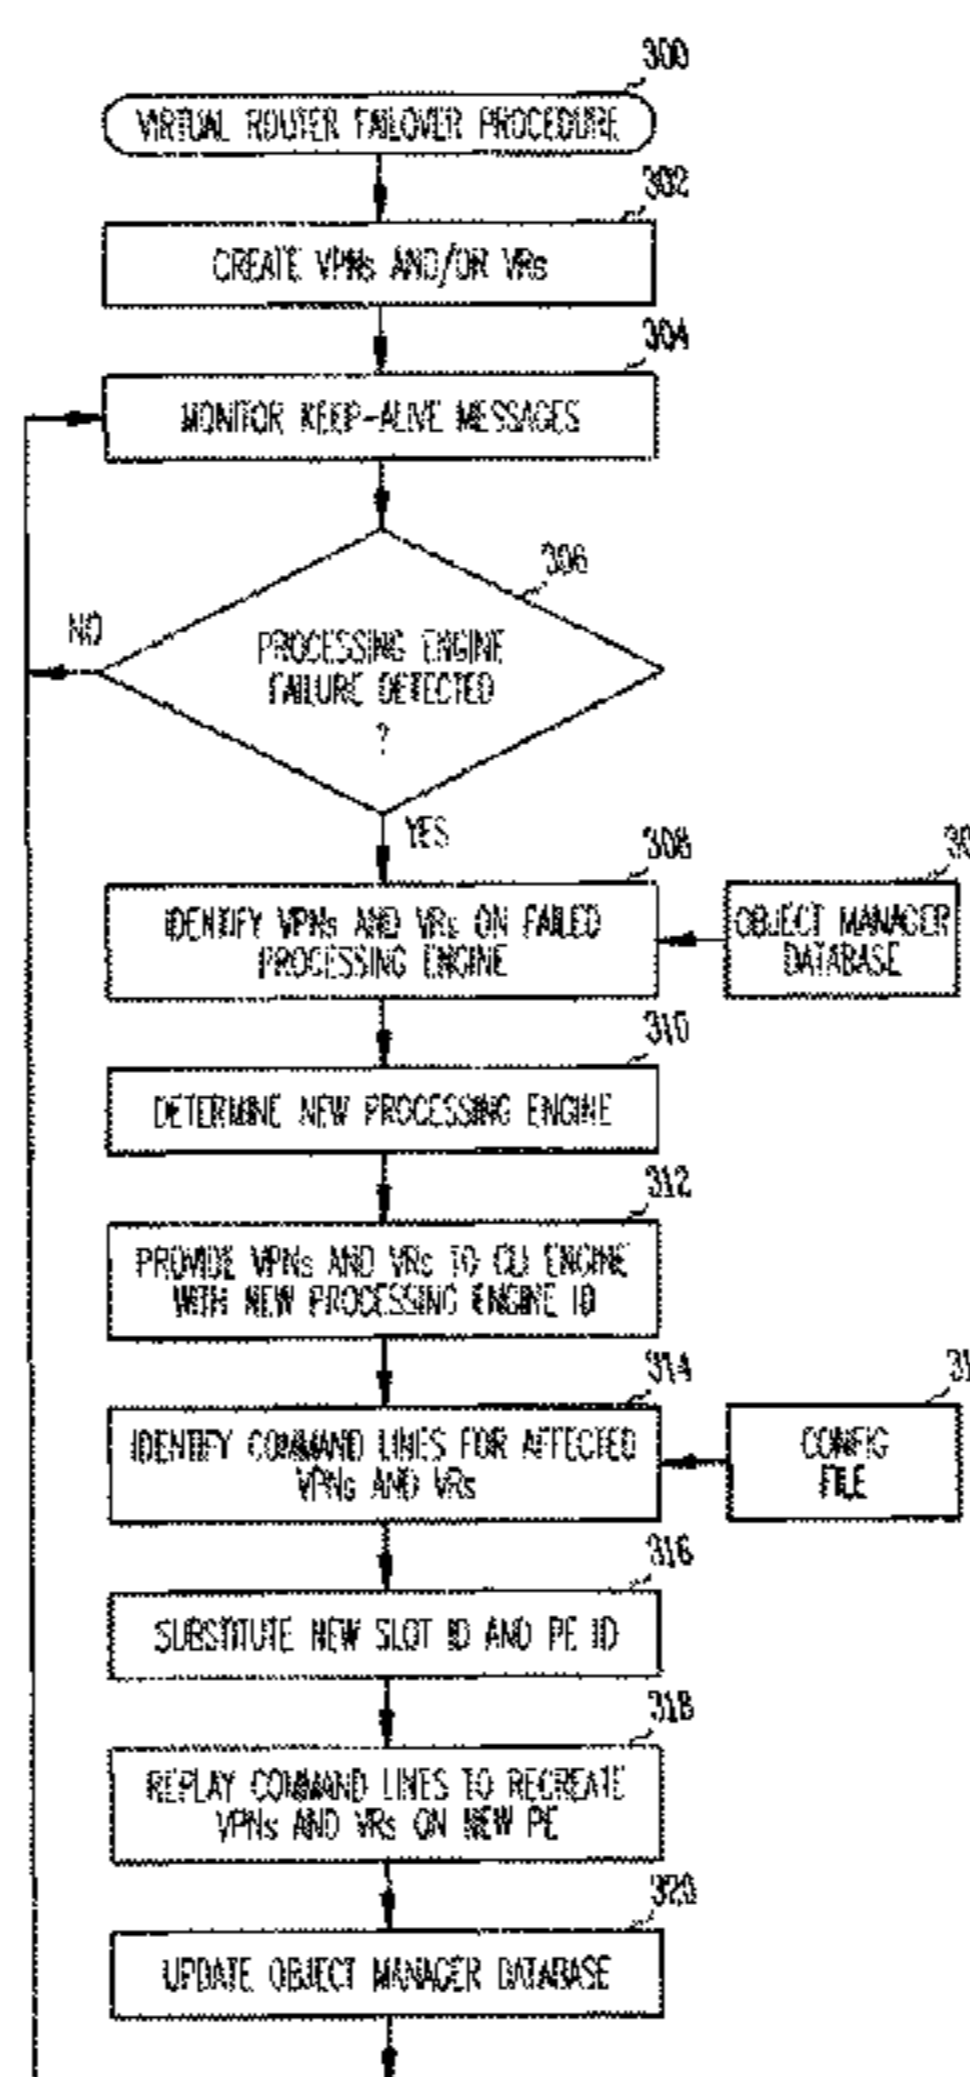 300
VIRTUAL ROUTER FAILOVER PROCEDURE
302
CREATE VPNs AND/OR VRs
304
MONITOR KEEP-ALIVE MESSAGES
306
PROCESSING ENGINE
FAILURE DETECTED
?
NO
YES
308
IDENTIFY VPNs AND VRs ON FAILED
PROCESSING ENGINE
30
OBJECT MANAGER
DATABASE
310
DETERMINE NEW PROCESSING ENGINE
312
PROVIDE VPNs AND VRs TO CLI ENGINE
WITH NEW PROCESSING ENGINE ID
314
IDENTIFY COMMAND LINES FOR AFFECTED
VPNs AND VRs
31
CONFIG
FILE
316
SUBSTITUTE NEW SLOT ID AND PE ID
318
REPLAY COMMAND LINES TO RECREATE
VPNs AND VRs ON NEW PE
320
UPDATE OBJECT MANAGER DATABASE